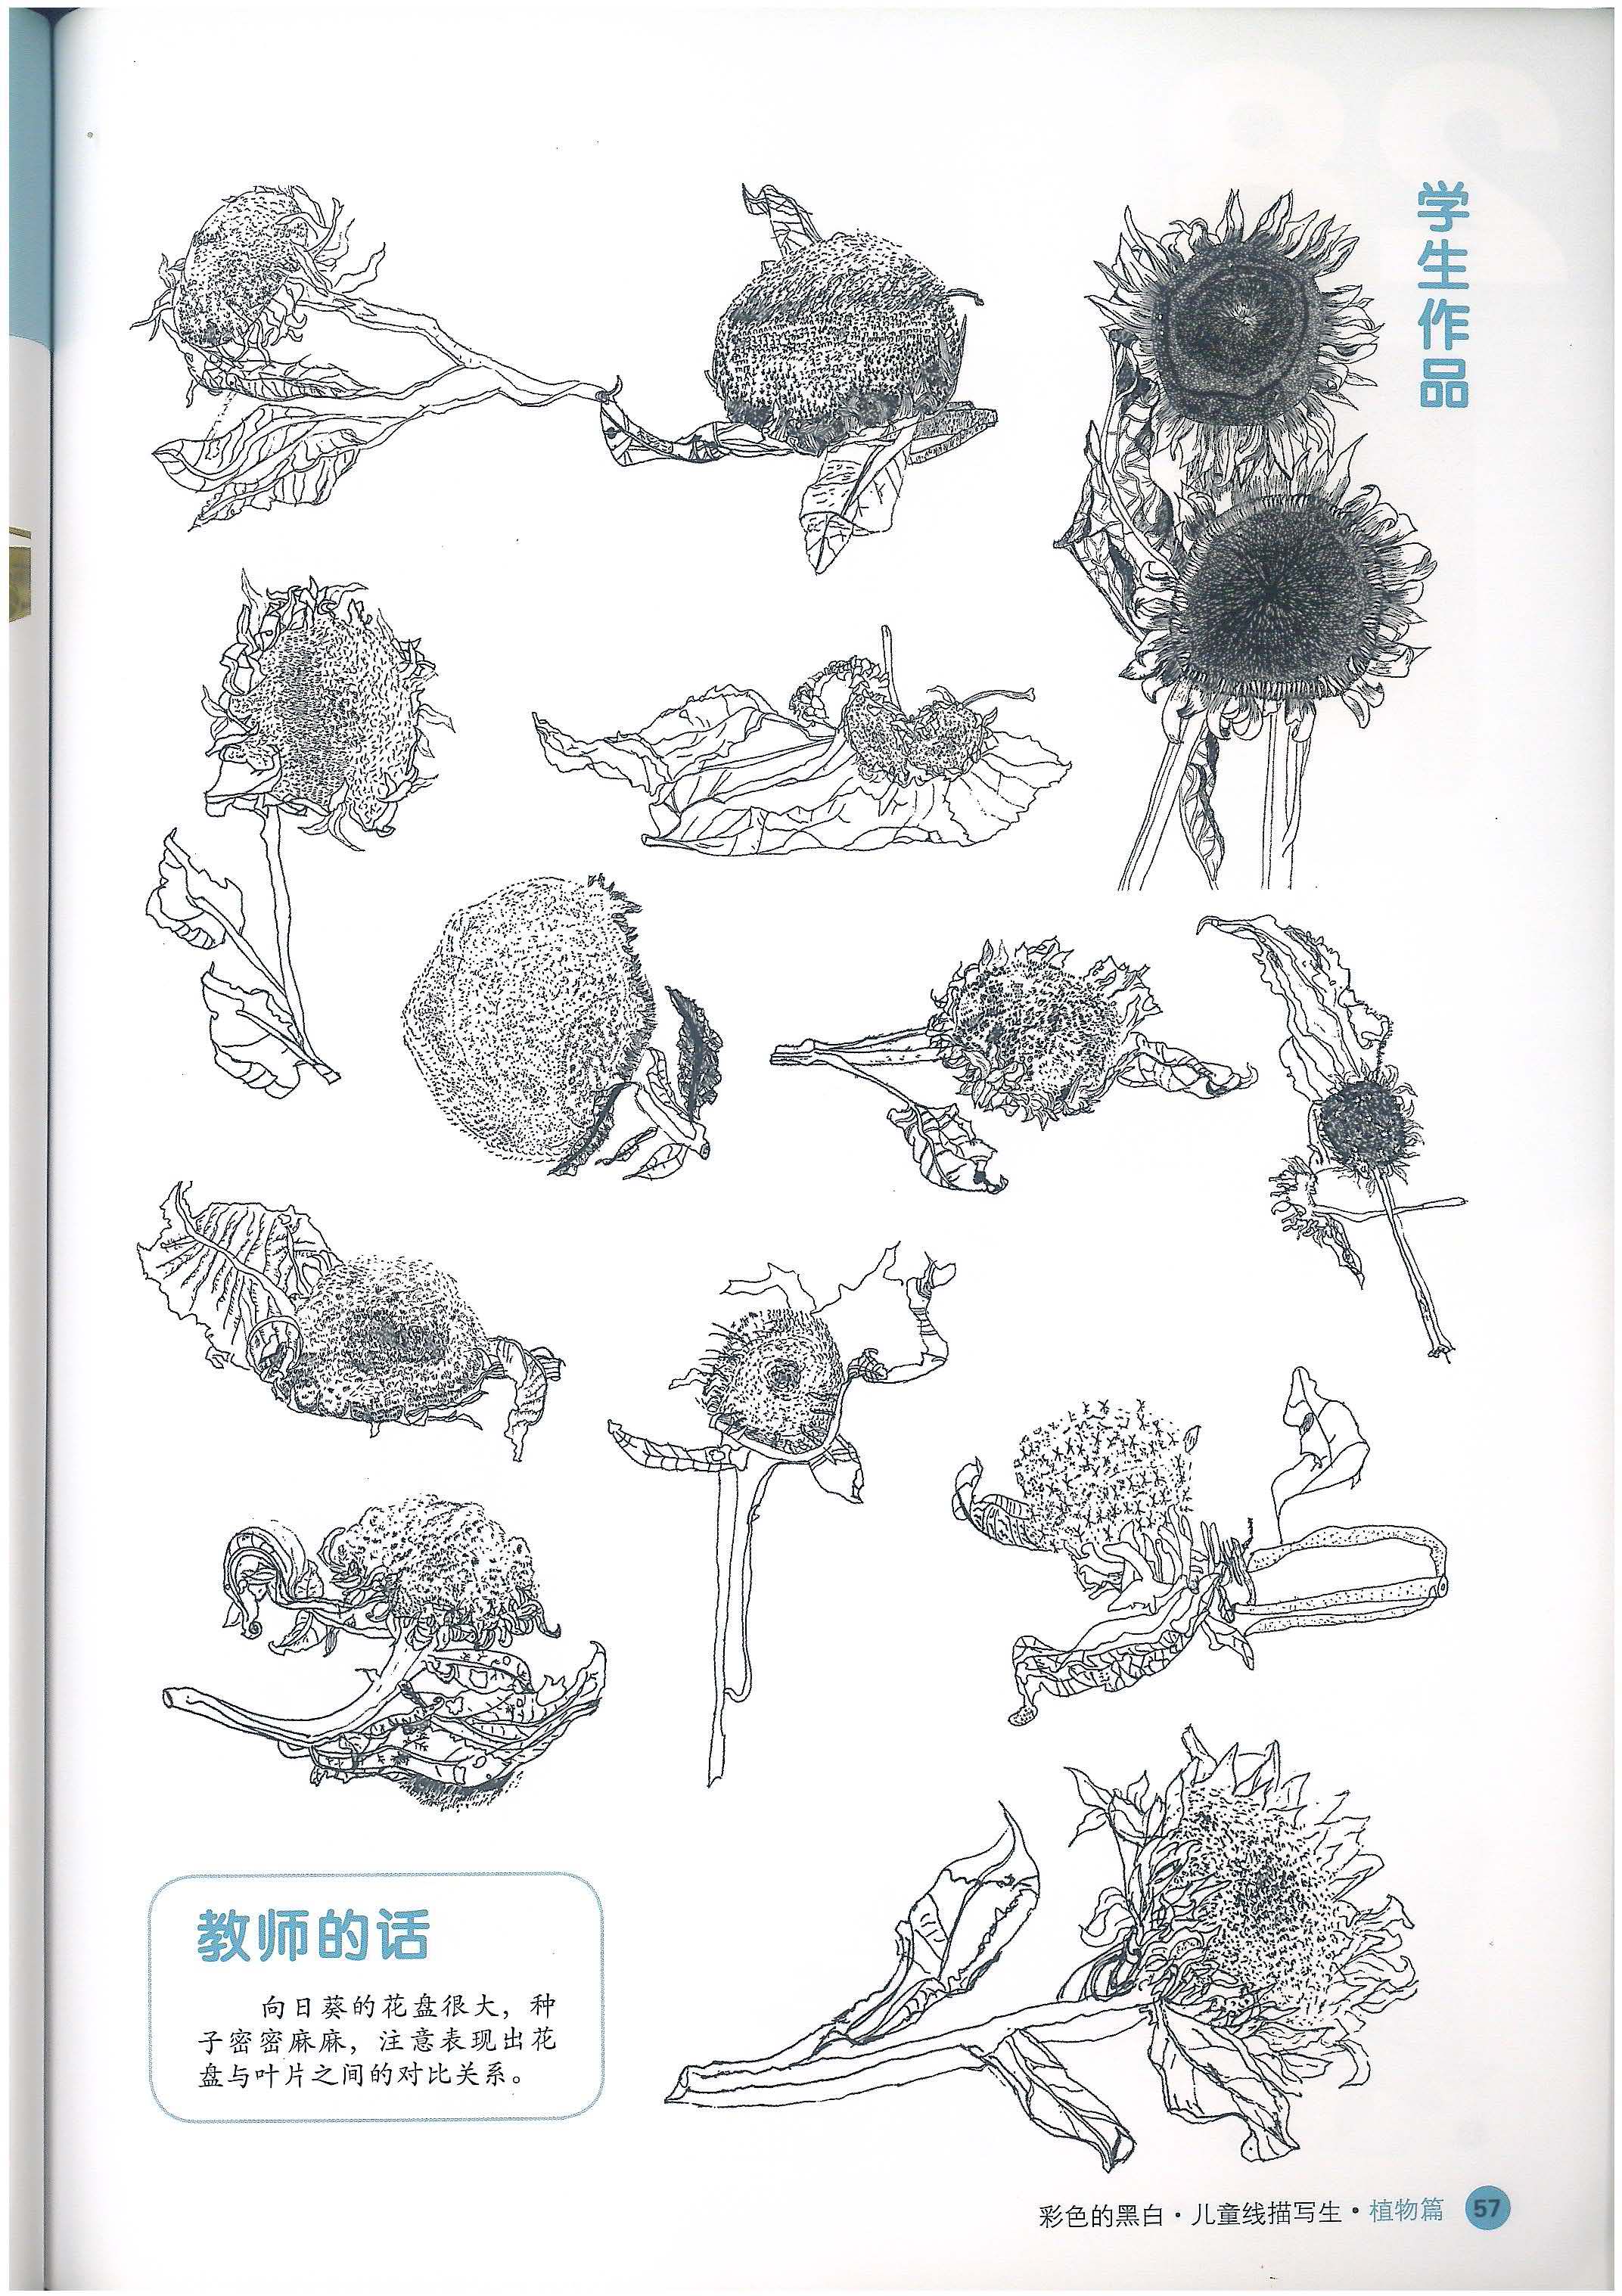 学生作品
教师的话
向日葵的花盘很大，种
子密密麻麻，注意表现出花
盘与叶片之间的对比关系。
彩色的黑白·儿童线描写生·植物篇 57